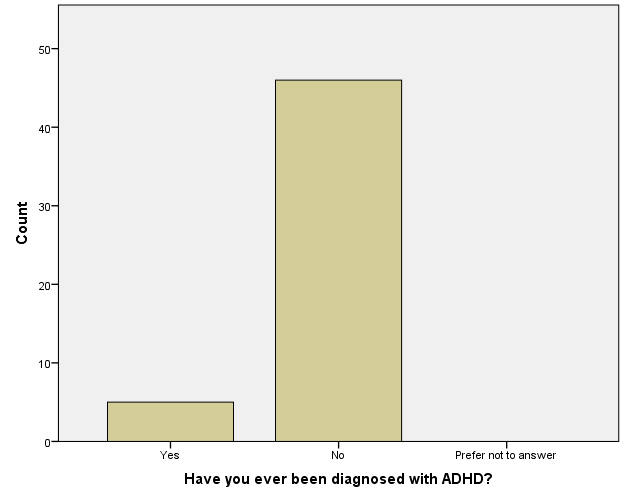 50
40
30
20
10
0
Count
Yes
No
Prefer not to answer
Have you ever been diagnosed with ADHD?